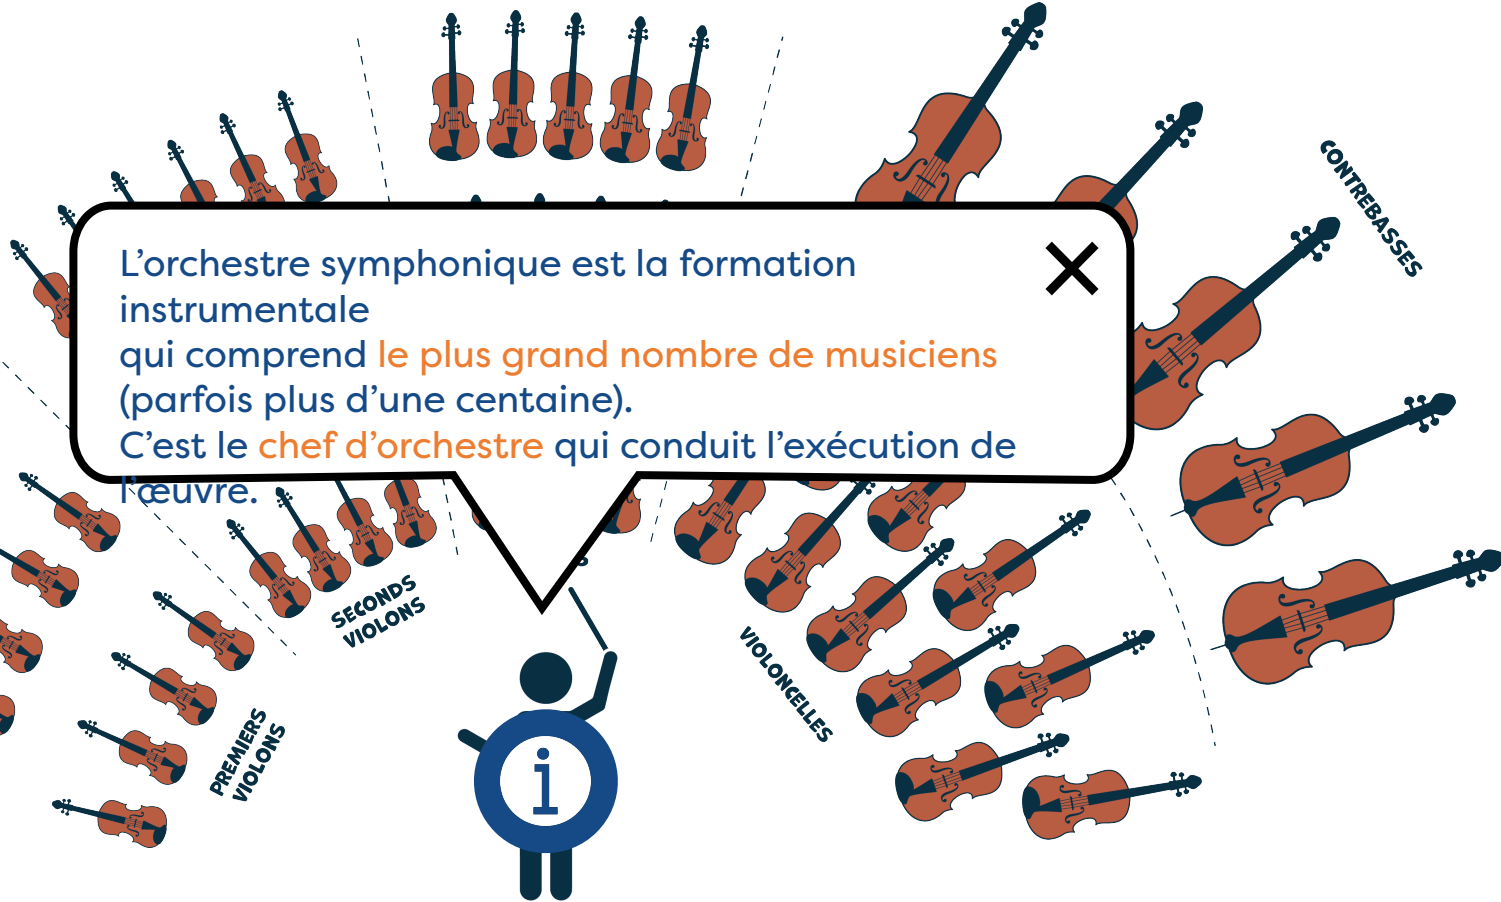 CONTREBASSES
L’orchestre symphonique est la formation
instrumentale
qui comprend le plus grand nombre de musiciens
(parfois plus d’une centaine).
C’est le chef d’orchestre qui conduit l’exécution de
l’œuvre.
SECONDS
VIOLONS
VIOLONCELLES
PREMIERS
VIOLONS
i